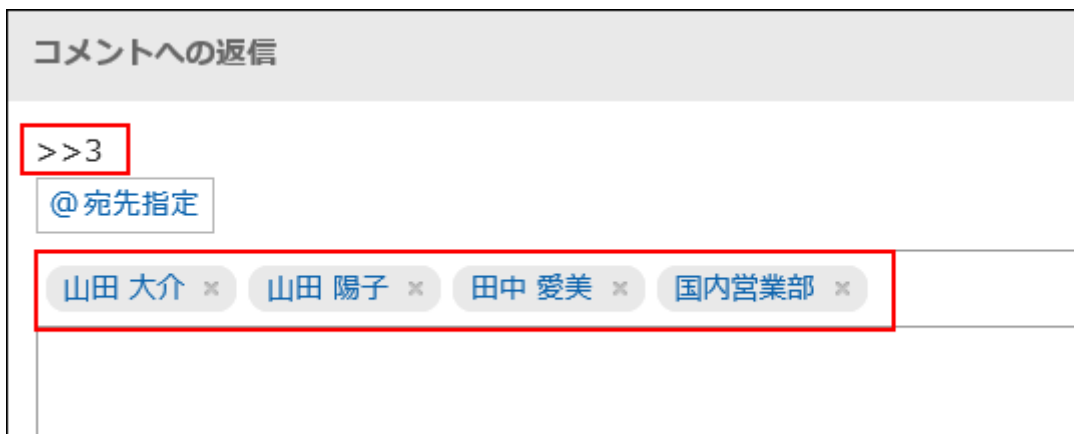 コメントへの返信
>>3
@宛先指定
山田 大介 × 山田 陽子 × 田中 愛美 × 国内営業部 ×